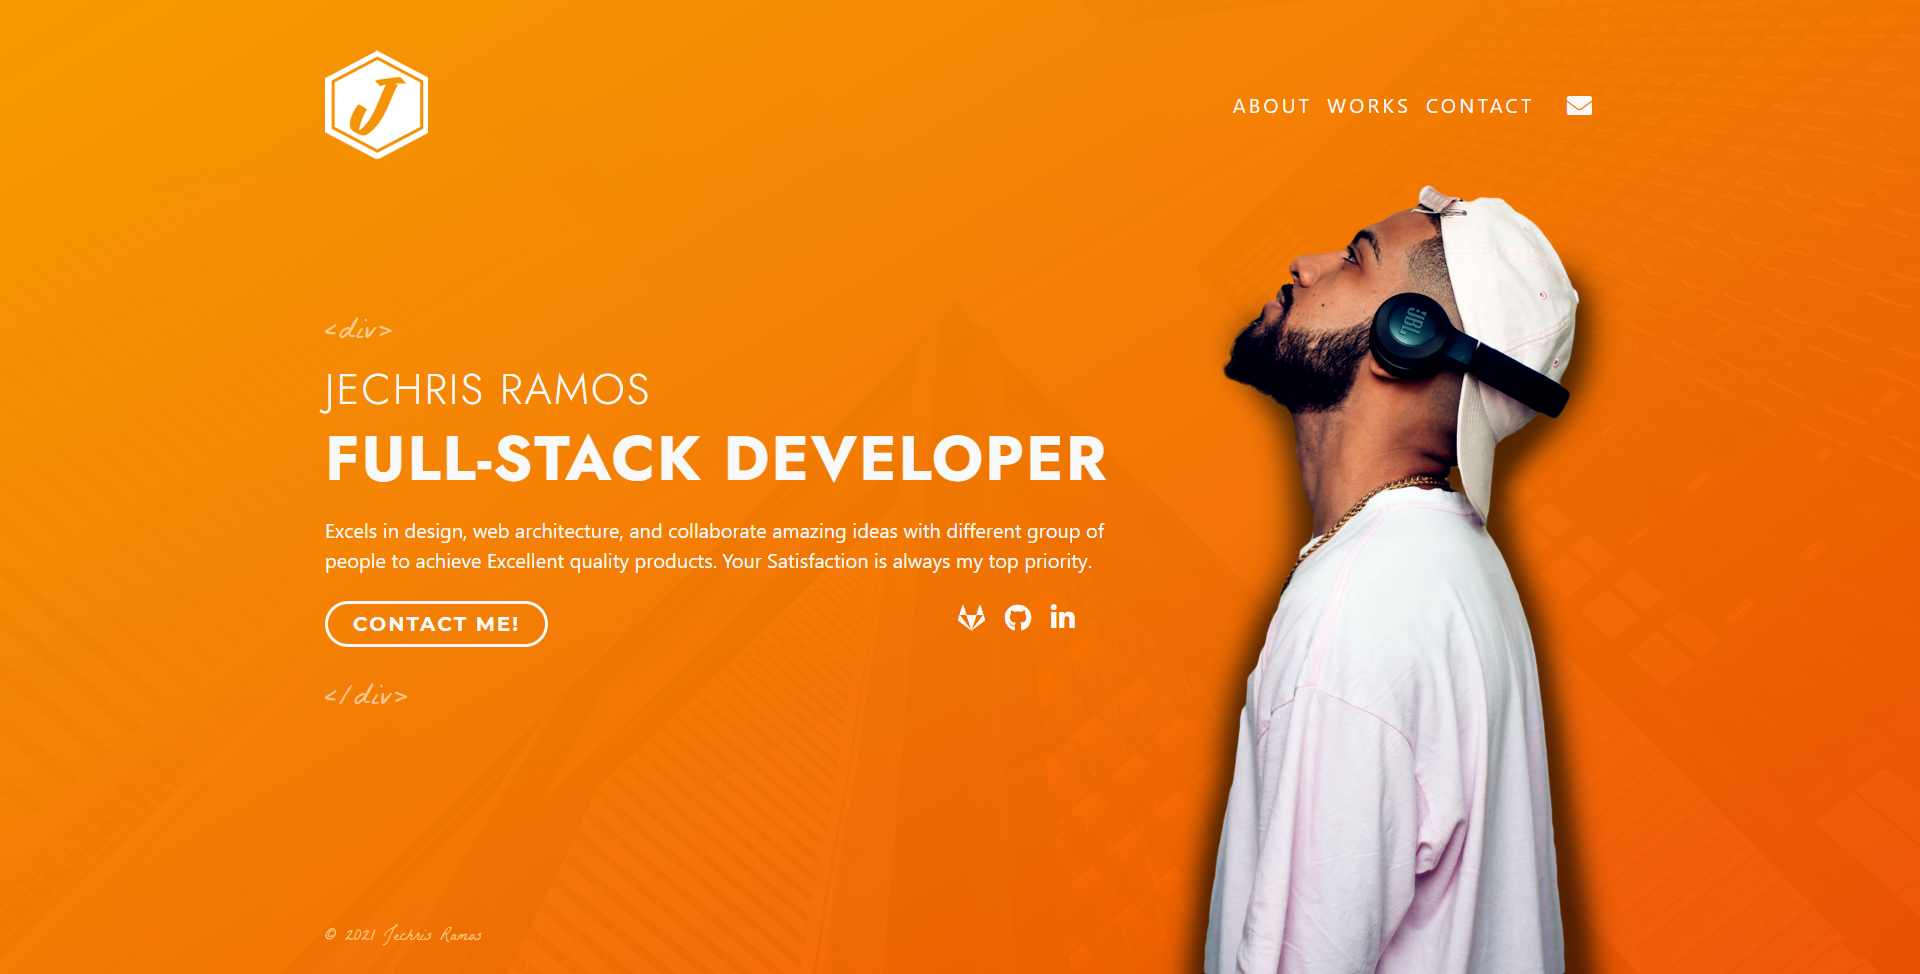 J
ABOUT WORKS CONTACT
<div>
JECHRIS RAMOS
FULL-STACK DEVELOPER
JBL
Excels in design, web architecture, and collaborate amazing ideas with different group of
people to achieve Excellent quality products. Your Satisfaction is always my top priority.
CONTACT ME!
in
</div>
© 2021 Jechris Ramos